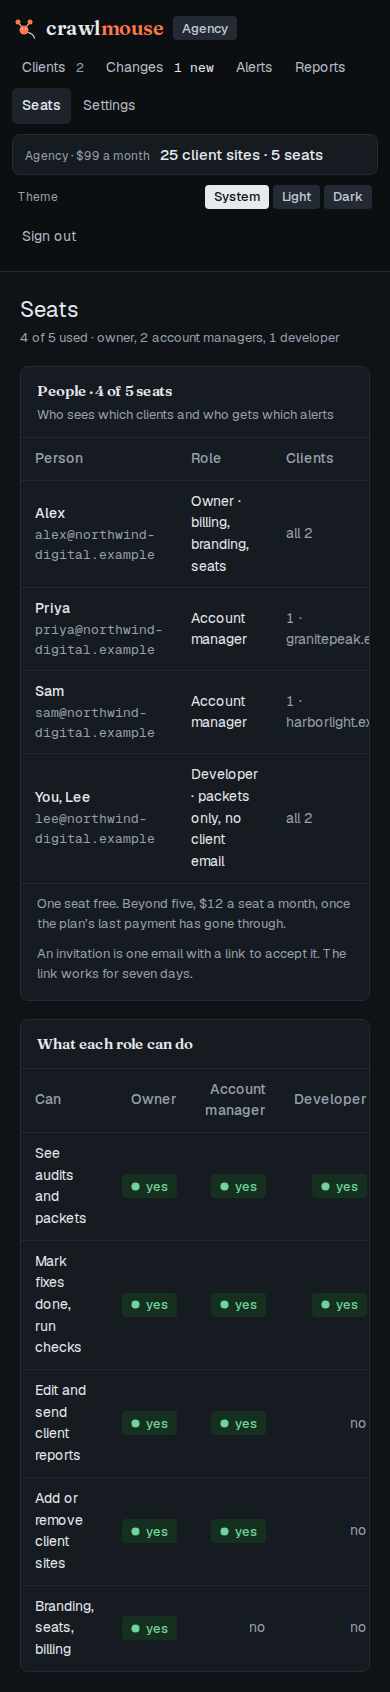 crawlmouse Agency
Clients 2 Changes 1 new Alerts Reports
Seats Settings
Agency · $99 a month 25 client sites · 5 seats
Theme System Light Dark
Sign out
Seats
4 of 5 used · owner, 2 account managers, 1 developer
People · 4 of 5 seats
Who sees which clients and who gets which alerts
Person Role Clients
Alex
alex@northwind-
digital.example
Owner ·
billing,
branding,
seats
all 2
Priya
priya@northwind-
digital.example
Account
manager
1 ·
granitepeak.e
Sam
sam@northwind-
digital.example
Account
manager
1 ·
harborlight.ex
You, Lee
lee@northwind-
digital.example
Developer
· packets
only, no
client
email
all 2
One seat free. Beyond five, $12 a seat a month, once
the plan's last payment has gone through.
An invitation is one email with a link to accept it. The
link works for seven days.
What each role can do
Can Owner Account
manager Developer
See
audits
and
packets
yes yes yes
Mark
fixes
done,
run
checks
yes yes yes
Edit and
send
client
reports
yes yes no
Add or
remove
client
sites
yes yes no
Branding,
seats,
billing
yes no no